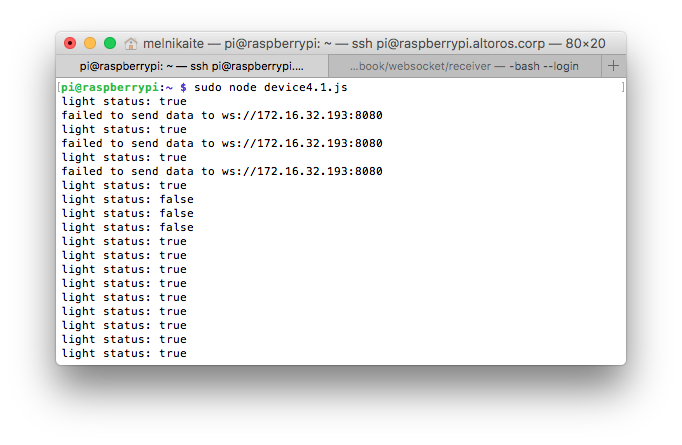 melnikaite — pi@raspberrypi: ~ — ssh pi@raspberrypi.altoros.corp — 80×20
pi@raspberrypi: ~ — ssh pi@raspberrypi.... ...book/websocket/receiver — -bash --login +
[pi@raspberrypi:~ $ sudo node device4.1.js ]
light status: true
failed to send data to ws://172.16.32.193:8080
light status: true
failed to send data to ws://172.16.32.193:8080
light status: true
failed to send data to ws://172.16.32.193:8080
light status: true
light status: false
light status: false
light status: false
light status: true
light status: true
light status: true
light status: true
light status: true
light status: true
light status: true
light status: true
light status: true